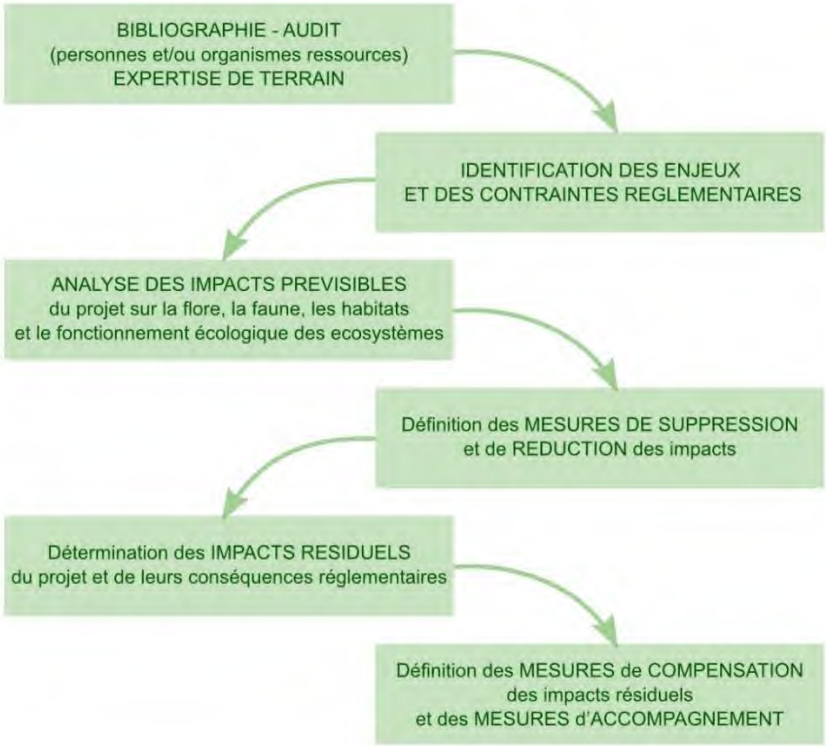 BIBLIOGRAPHIE - AUDIT
(personnes et/ou organismes ressources)
EXPERTISE DE TERRAIN
IDENTIFICATION DES ENJEUX
ET DES CONTRAINTES REGLEMENTAIRES
ANALYSE DES IMPACTS PREVISIBLES
du projet sur la flore, la faune, les habitats
et le fonctionnement écologique des ecosystèmes
Définition des MESURES DE SUPPRESSION
et de REDUCTION des impacts
Détermination des IMPACTS RESIDUELS
du projet et de leurs conséquences réglementaires
Définition des MESURES de COMPENSATION
des impacts résiduels
et des MESURES d'ACCOMPAGNEMENT